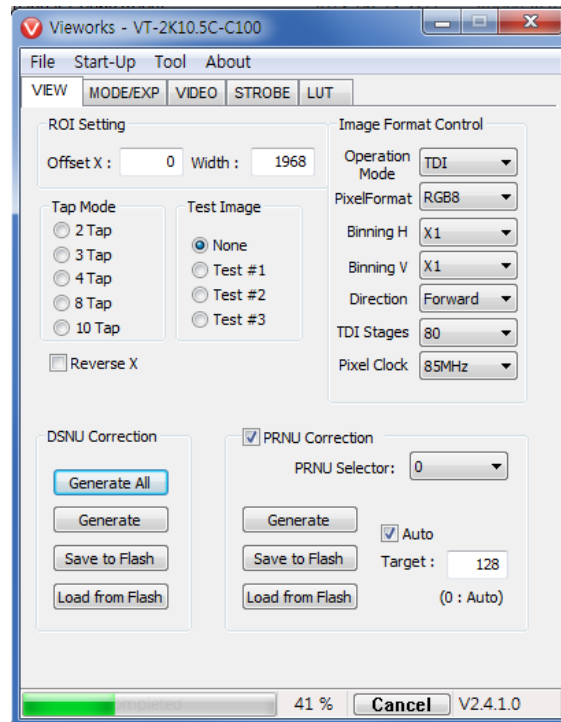 Vieworks - VT-2K10.5C-C100
File Start-Up Tool About
VIEW MODE/EXP VIDEO STROBE LUT
ROI Setting
Offset X : 0 Width : 1968
Image Format Control
Operation Mode TDI
PixelFormat RGB8
Binning H X1
Binning V X1
Direction Forward
TDI Stages 80
Pixel Clock 85MHz
Tap Mode
2 Tap
3 Tap
4 Tap
8 Tap
10 Tap
Test Image
None
Test #1
Test #2
Test #3
Reverse X
DSNU Correction
Generate All
Generate
Save to Flash
Load from Flash
PRNU Correction
PRNU Selector: 0
Generate
Save to Flash
Load from Flash
Auto
Target : 128
(0 : Auto)
41 % Cancel V2.4.1.0